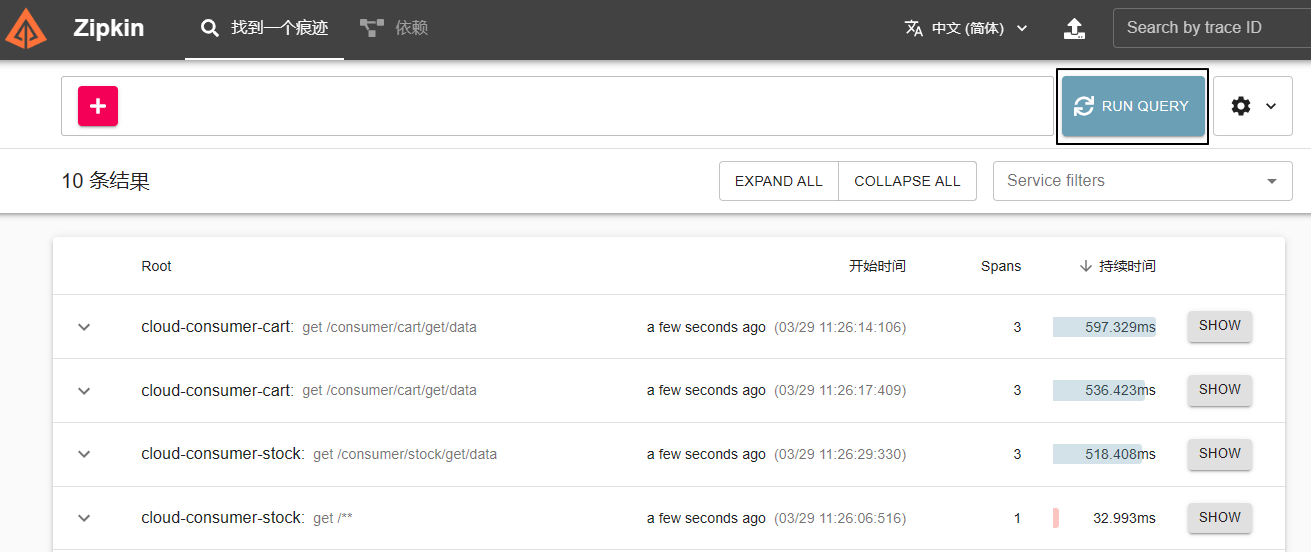 Zipkin 找到一个痕迹 依赖 中文 (简体) Search by trace ID
RUN QUERY
10 条结果 EXPAND ALL COLLAPSE ALL Service filters
Root 开始时间 Spans 持续时间
cloud-consumer-cart: get /consumer/cart/get/data a few seconds ago (03/29 11:26:14:106) 3 597.329ms SHOW
cloud-consumer-cart: get /consumer/cart/get/data a few seconds ago (03/29 11:26:17:409) 3 536.423ms SHOW
cloud-consumer-stock: get /consumer/stock/get/data a few seconds ago (03/29 11:26:29:330) 3 518.408ms SHOW
cloud-consumer-stock: get /** a few seconds ago (03/29 11:26:06:516) 1 32.993ms SHOW